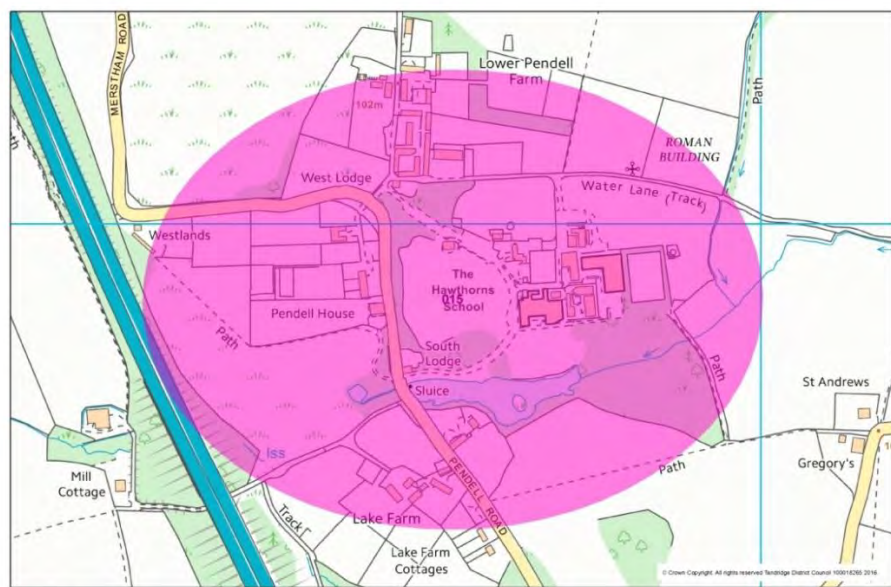 MERSTHAM ROAD
Lower Pendell
Farm
102m
Path
ROMAN
BUILDING
West Lodge
Water Lane (Track)
Path
Westlands
The
Hawthorns
015
School
Pendell House
Path
South
Lodge
Path
Sluice
St Andrews
Iss
Path
Gregory's
Mill
Cottage
PENDELL ROAD
Track
Lake Farm
Lake Farm
Cottages
© Crown Copyright. All rights reserved Tandridge District Council 100018265 2016